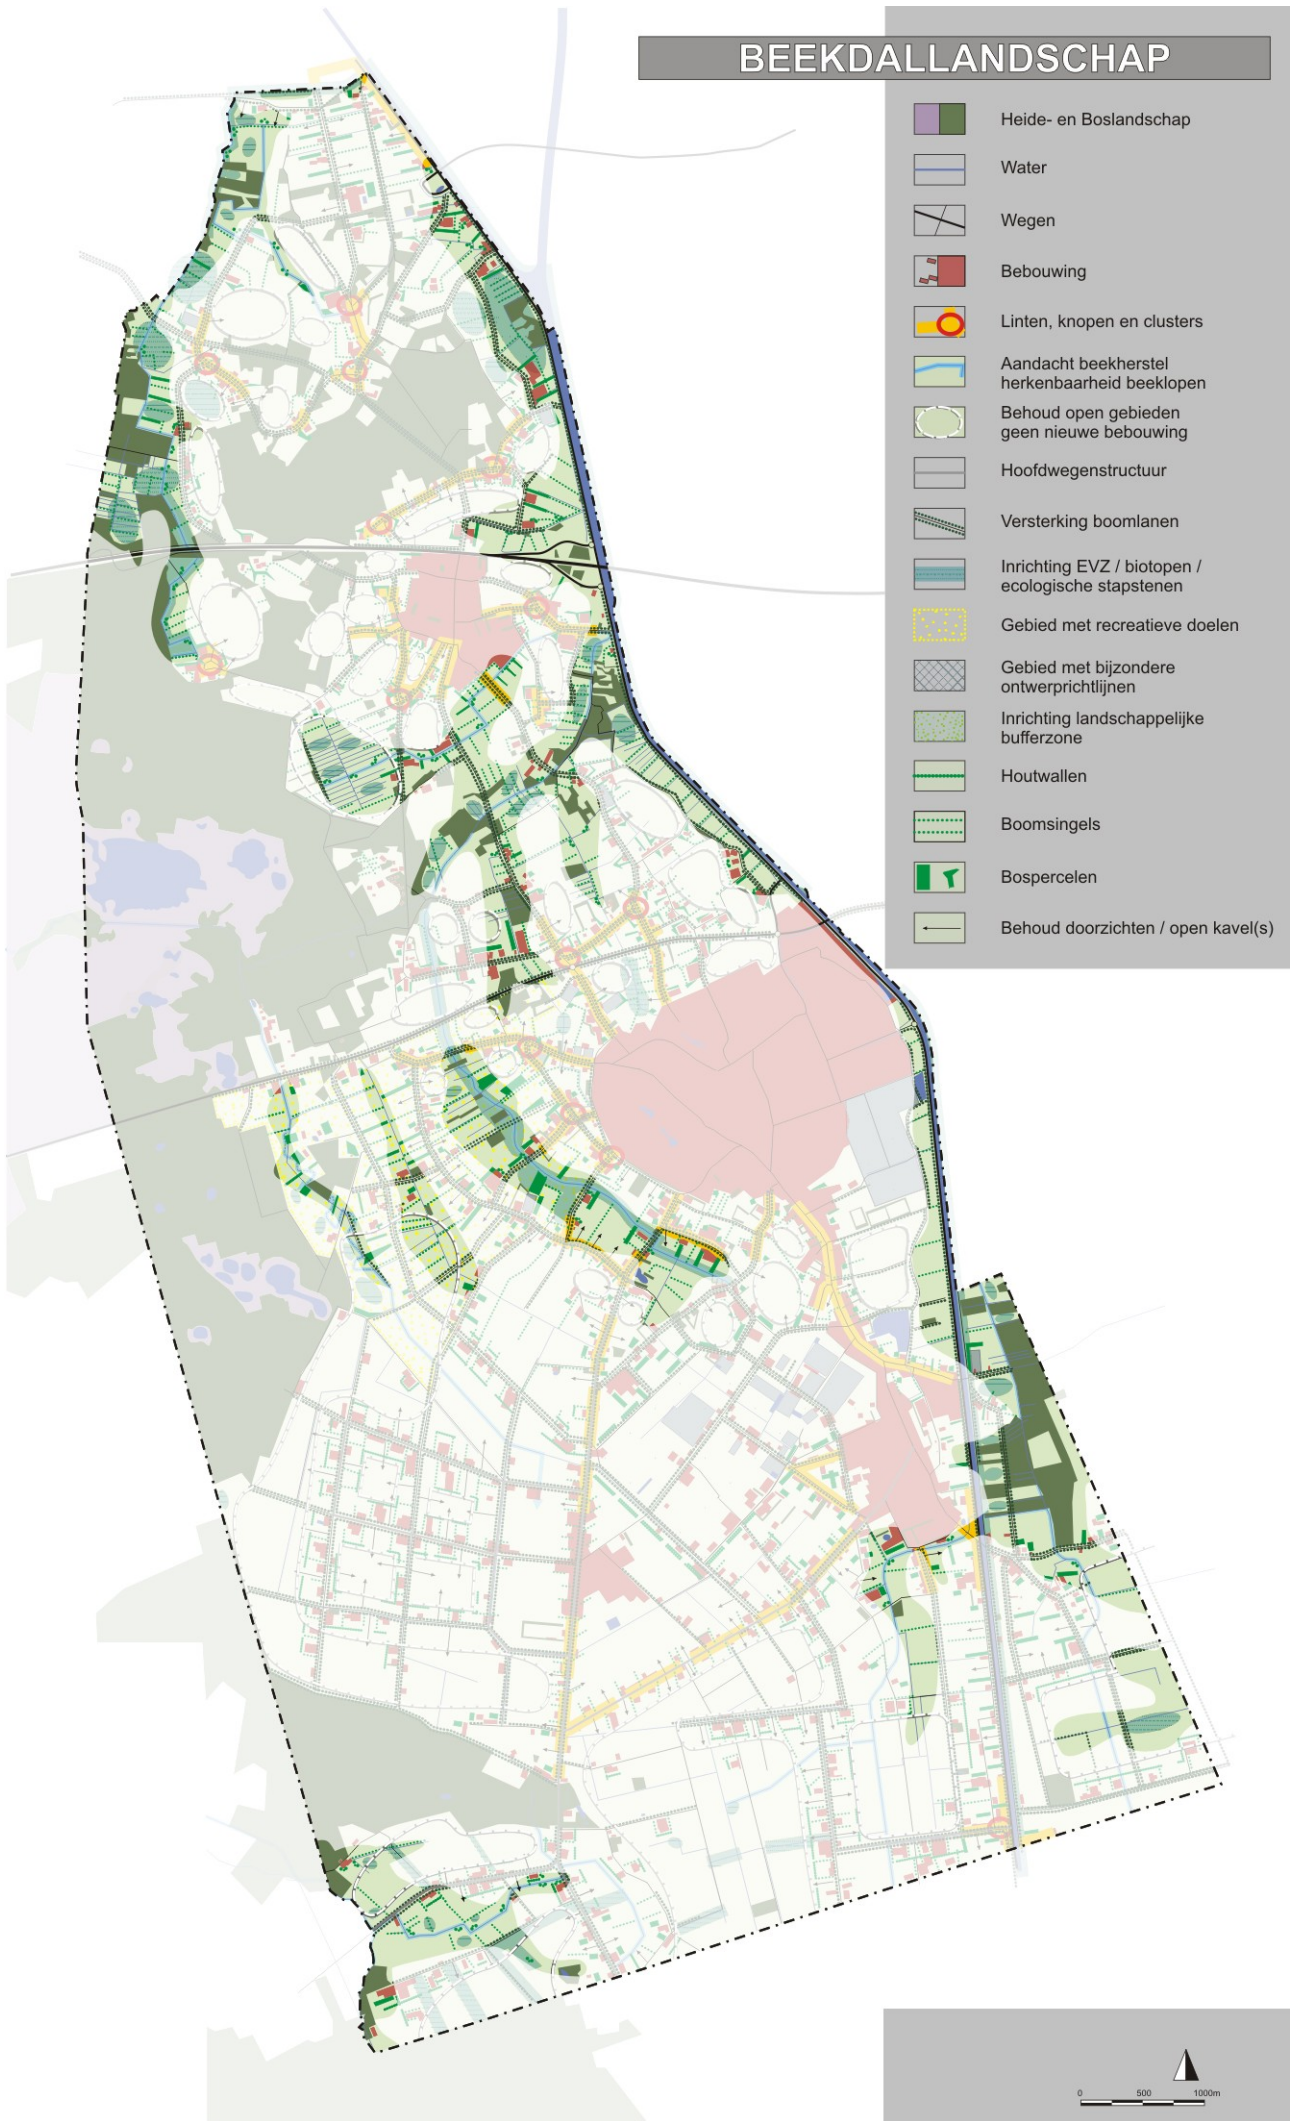 BEEKDALLANDSCHAP
Heide- en Boslandschap
Water
Wegen
Bebouwing
Linten, knopen en clusters
Aandacht beekherstel
herkenbaarheid beeklopen
Behoud open gebieden
geen nieuwe bebouwing
Hoofdwegenstructuur
Versterking boomlanen
Inrichting EVZ / biotopen /
ecologische stapstenen
Gebied met recreatieve doelen
Gebied met bijzondere
ontwerprichtlijnen
Inrichting landschappelijke
bufferzone
Houtwallen
Boomsingels
Bospercelen
Behoud doorzichten / open kavel(s)
0 500 1000m